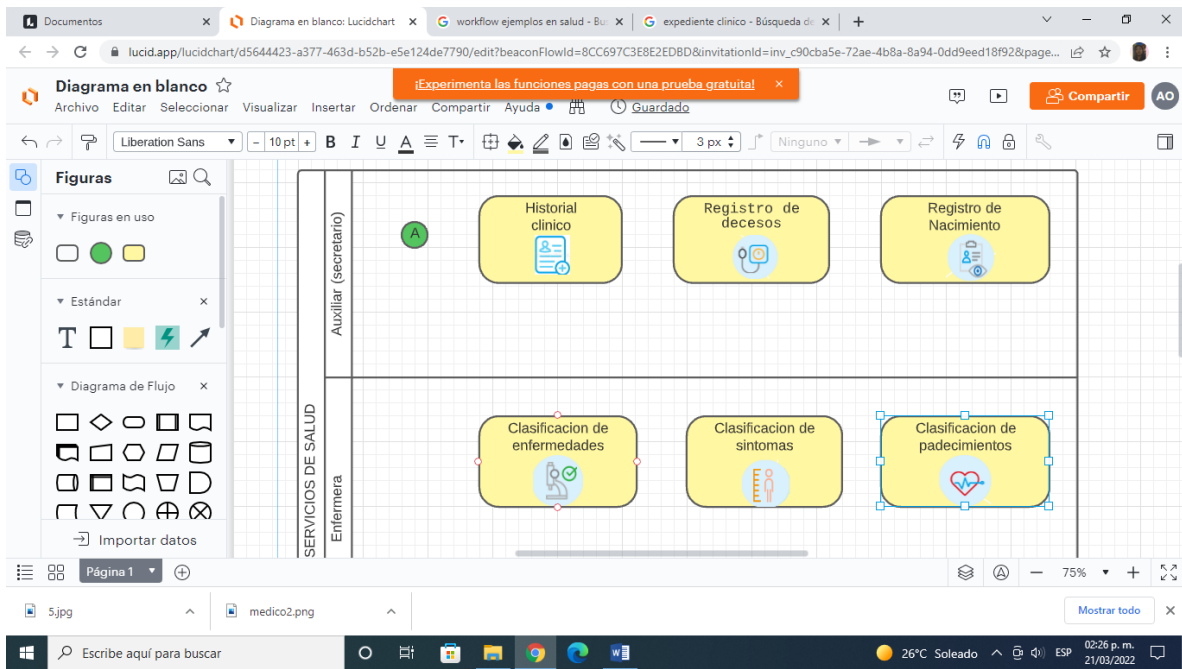 Documentos
Diagrama en blanco: Lucidchart
workflow ejemplos en salud - Bu
expediente clinico - Búsqueda de
lucid.app/lucidchart/d5644423-a377-463d-b52b-e5e124de7790/edit?beaconFlowId=8CC697C3E8E2EDBD&invitationId=inv_c90cba5e-72ae-4b8a-8a94-0dd9eed18f92&page...
Diagrama en blanco
¡Experimenta las funciones pagas con una prueba gratuita!
Archivo Editar Seleccionar Visualizar Insertar Ordenar Compartir Ayuda
Guardado
Compartir
AO
Liberation Sans
10 pt
B I U A T
3 px
Ninguno
Figuras
Figuras en uso
Estándar
T
Diagrama de Flujo
Importar datos
SERVICIOS DE SALUD
Auxiliar (secretario)
A
Historial
clinico
Registro de
decesos
Registro de
Nacimiento
Enfermera
Clasificacion de
enfermedades
Clasificacion de
sintomas
Clasificacion de
padecimientos
Página 1
75%
5.jpg
medico2.png
Mostrar todo
Escribe aquí para buscar
26°C Soleado
ESP
02:26 p. m.
21/03/2022